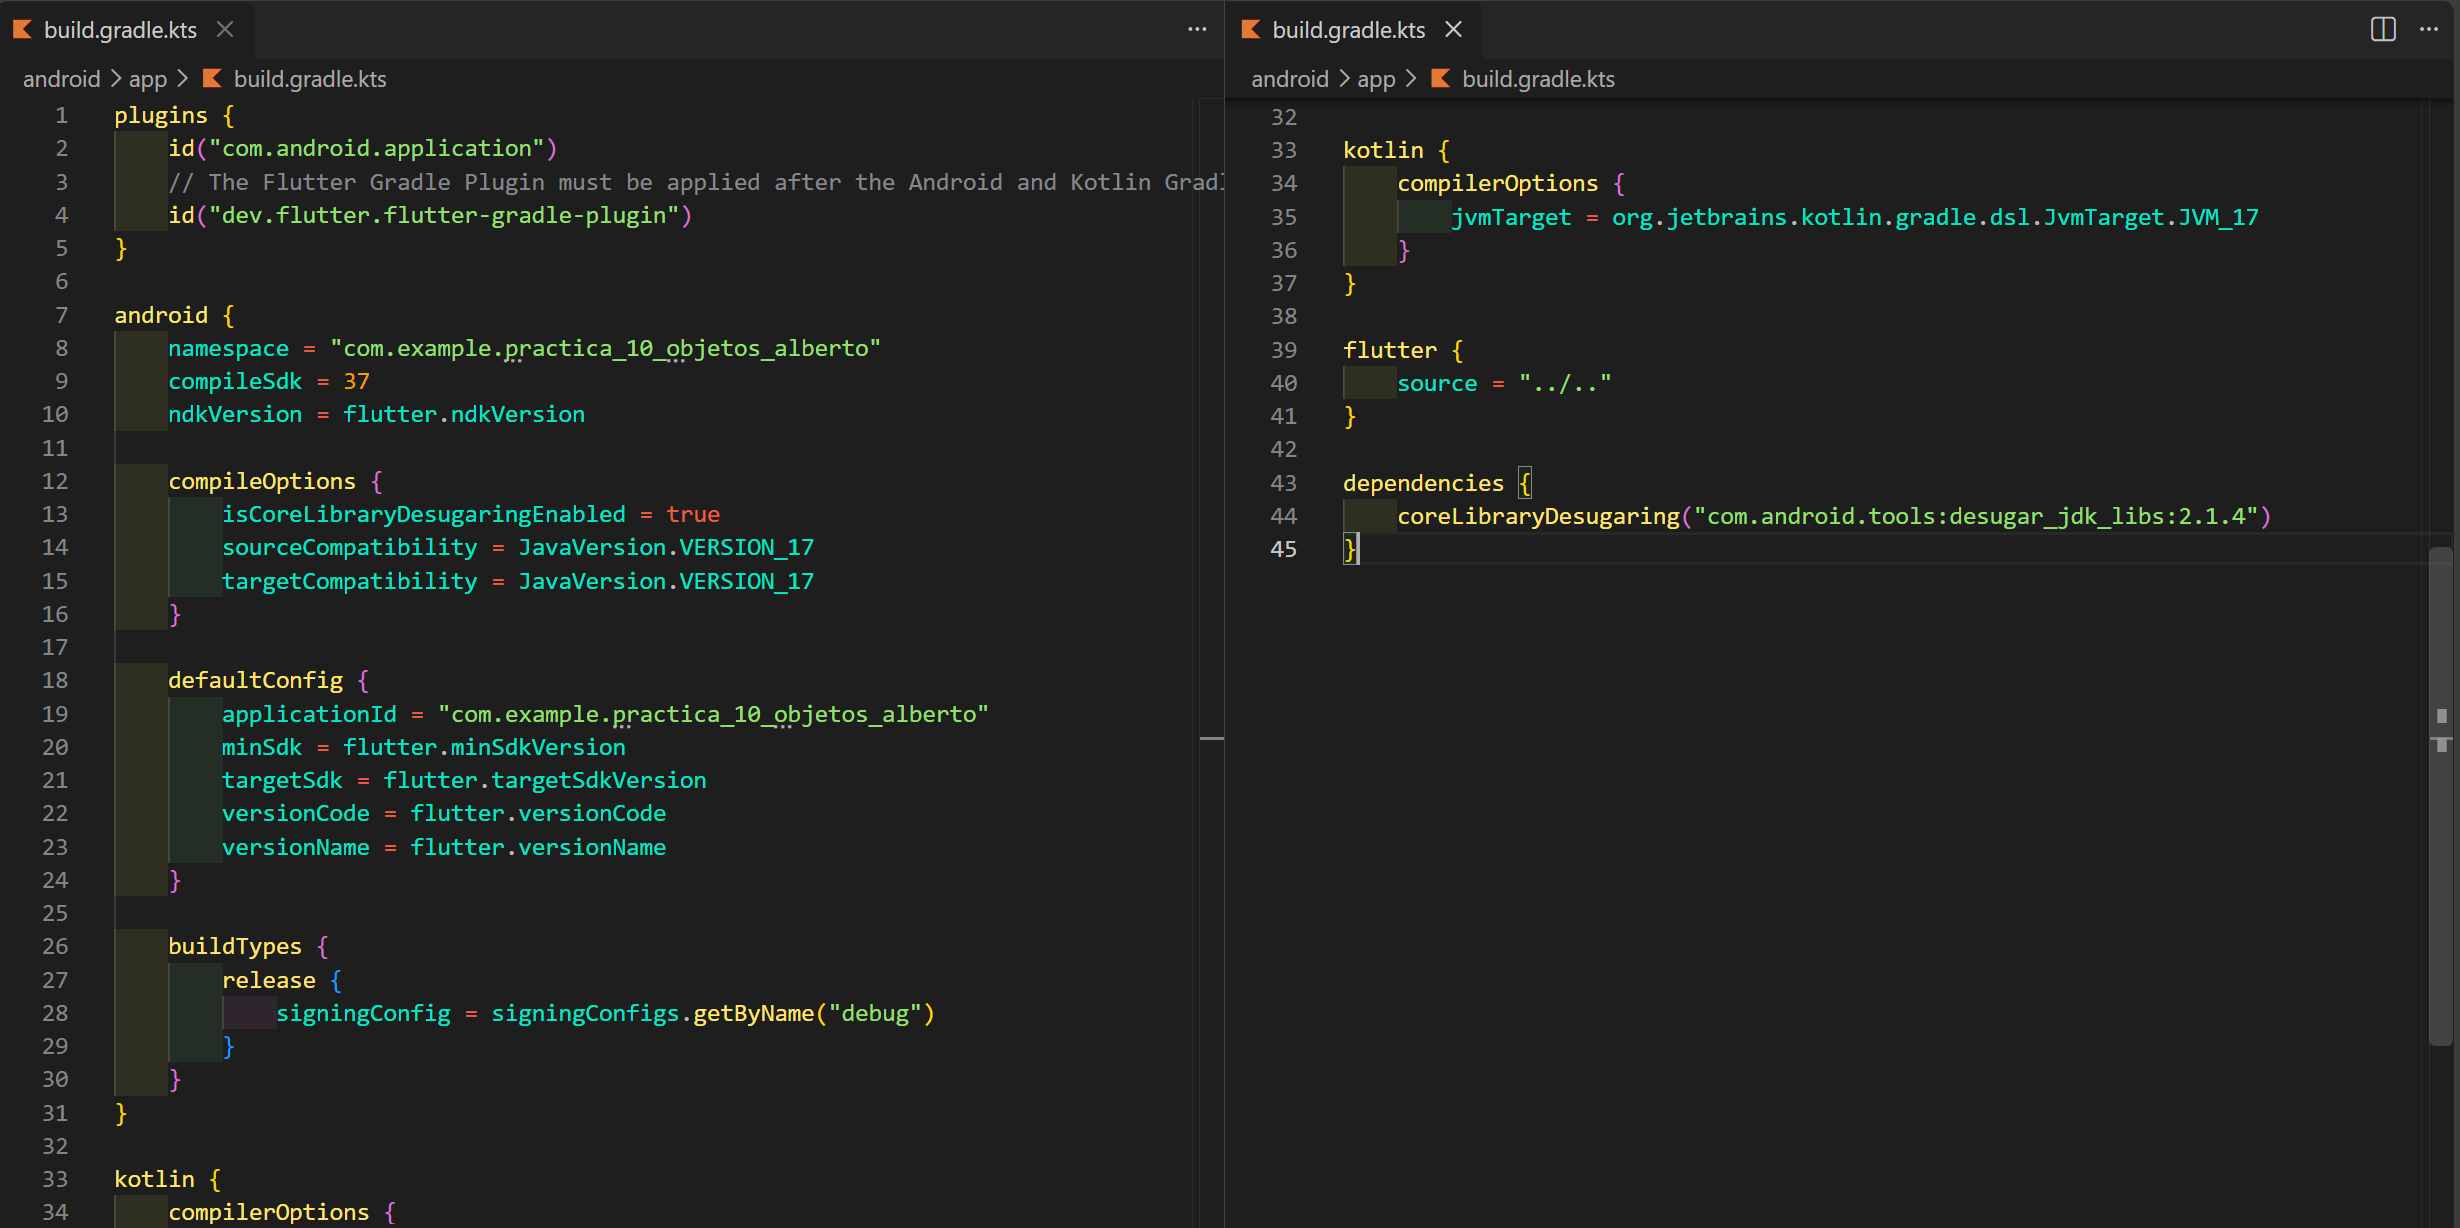 build.gradle.kts
android > app > build.gradle.kts
1 plugins {
2     id("com.android.application")
3     // The Flutter Gradle Plugin must be applied after the Android and Kotlin Gradl
4     id("dev.flutter.flutter-gradle-plugin")
5 }
6
7 android {
8     namespace = "com.example.practica_10_objetos_alberto"
9     compileSdk = 37
10     ndkVersion = flutter.ndkVersion
11
12     compileOptions {
13         isCoreLibraryDesugaringEnabled = true
14         sourceCompatibility = JavaVersion.VERSION_17
15         targetCompatibility = JavaVersion.VERSION_17
16     }
17
18     defaultConfig {
19         applicationId = "com.example.practica_10_objetos_alberto"
20         minSdk = flutter.minSdkVersion
21         targetSdk = flutter.targetSdkVersion
22         versionCode = flutter.versionCode
23         versionName = flutter.versionName
24     }
25
26     buildTypes {
27         release {
28             signingConfig = signingConfigs.getByName("debug")
29         }
30     }
31 }
32
33 kotlin {
34     compilerOptions {
build.gradle.kts
android > app > build.gradle.kts
32
33 kotlin {
34     compilerOptions {
35         jvmTarget = org.jetbrains.kotlin.gradle.dsl.JvmTarget.JVM_17
36     }
37 }
38
39 flutter {
40     source = "../.."
41 }
42
43 dependencies {
44     coreLibraryDesugaring("com.android.tools:desugar_jdk_libs:2.1.4")
45 }